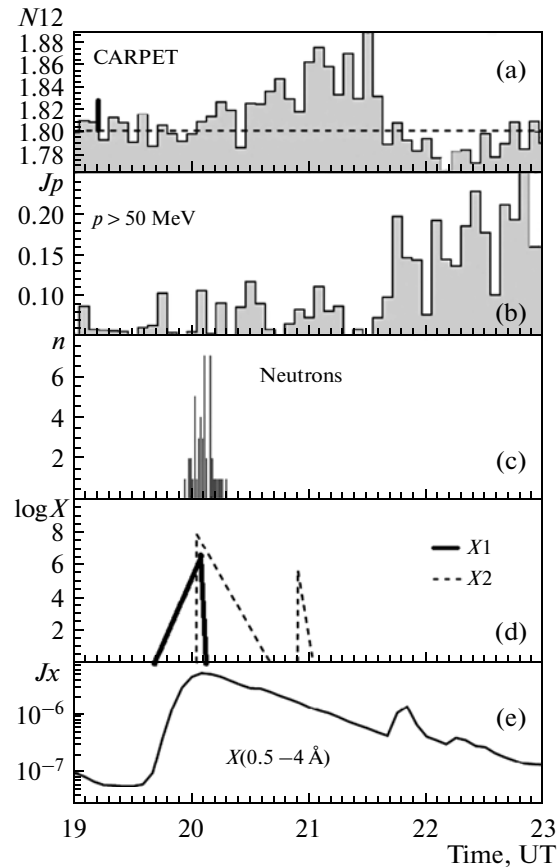 N12
1.88
1.86
1.84
1.82
1.80
1.78
CARPET
(a)
Jp
0.20
0.15
0.10
p > 50 MeV
(b)
n
6
4
2
Neutrons
(c)
log X
8
6
4
2
X1
X2
(d)
Jx
10⁻⁶
10⁻⁷
X(0.5 –4 Å)
(e)
19 20 21 22 23
Time, UT